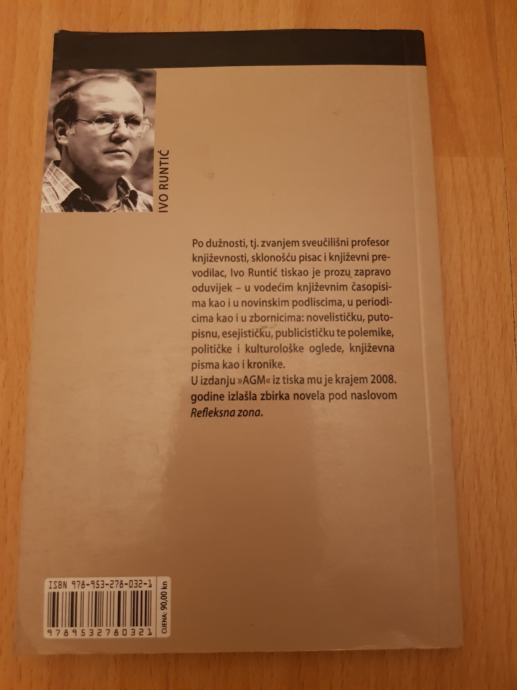 IVO RUNTIĆ
Po dužnosti, tj. zvanjem sveučilišni profesor
književnosti, sklonošću pisac i književni pre-
vodilac, Ivo Runtić tiskao je prozu zapravo
oduvijek – u vodećim književnim časopisi-
ma kao i u novinskim podliscima, u periodi-
cima kao i u zbornicima: novelističku, puto-
pisnu, esejističku, publicističku te polemike,
političke i kulturološke oglede, književna
pisma kao i kronike.
U izdanju »AGM« iz tiska mu je krajem 2008.
godine izlašla zbirka novela pod naslovom
Refleksna zona.
ISBN 978-953-278-032-1
9789532780321
CIJENA: 90,00 kn